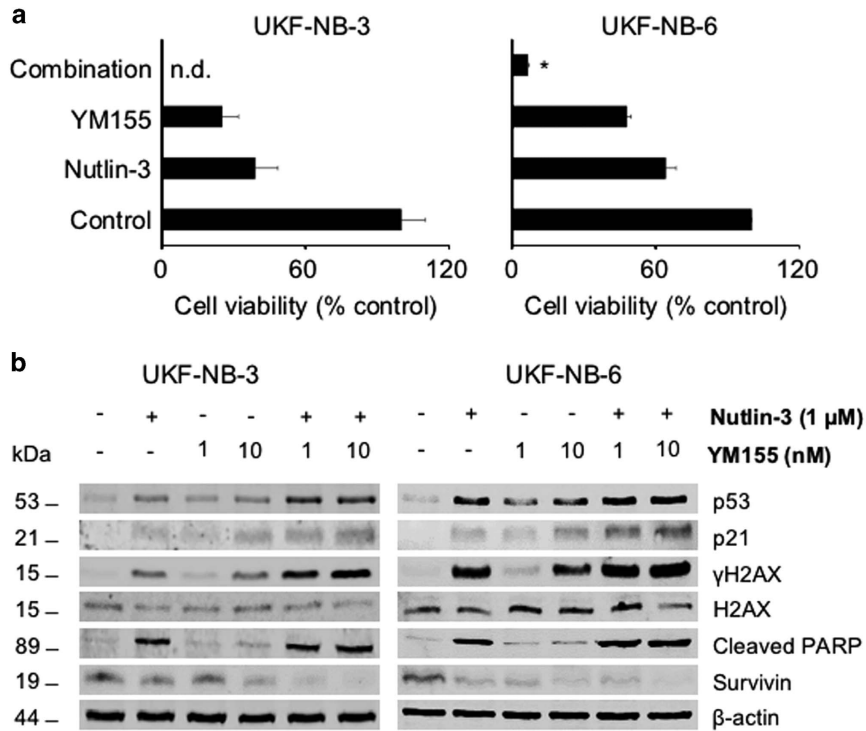 a
UKF-NB-3 UKF-NB-6
Combination n.d. *
YM155
Nutlin-3
Control
0 60 120 0 60 120
Cell viability (% control) Cell viability (% control)
b
UKF-NB-3 UKF-NB-6
- + - - + + - + - - + + Nutlin-3 (1 µM)
kDa - - 1 10 1 10 - - 1 10 1 10 YM155 (nM)
53 p53
21 p21
15 γH2AX
15 H2AX
89 Cleaved PARP
19 Survivin
44 β-actin